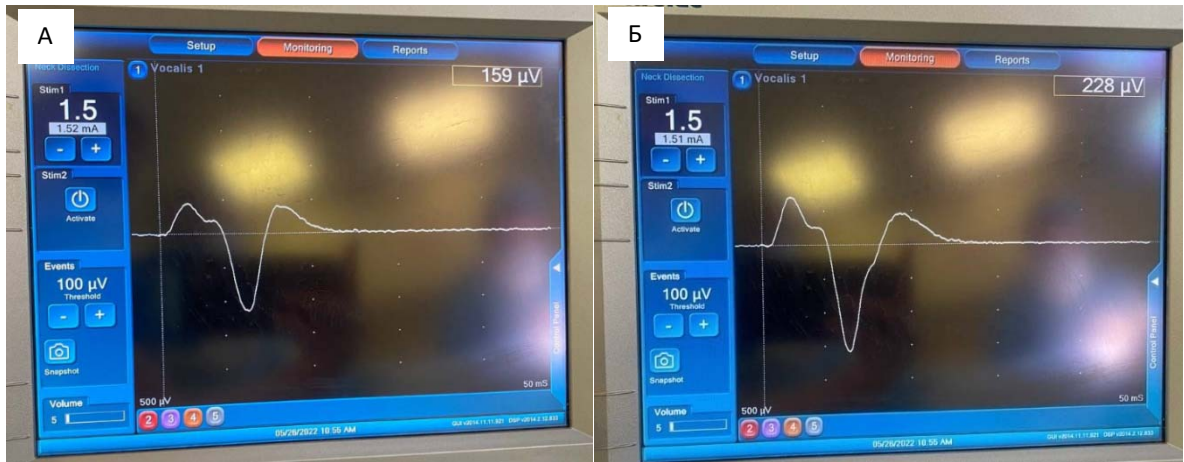 А
Setup
Monitoring
Reports
Neck Dissection
1 Vocalis 1
159 µV
Stim1
1.5
1.52 mA
- +
Stim2
Activate
Events
100 µV
Threshold
- +
Snapshot
Control Panel
Volume
5
500 µV
50 mS
2 3 4 5
05/26/2022 10:55 AM
Б
Setup
Monitoring
Reports
Neck Dissection
1 Vocalis 1
228 µV
Stim1
1.5
1.51 mA
- +
Stim2
Activate
Events
100 µV
Threshold
- +
Snapshot
Control Panel
Volume
5
500 µV
50 mS
2 3 4 5
05/26/2022 10:55 AM